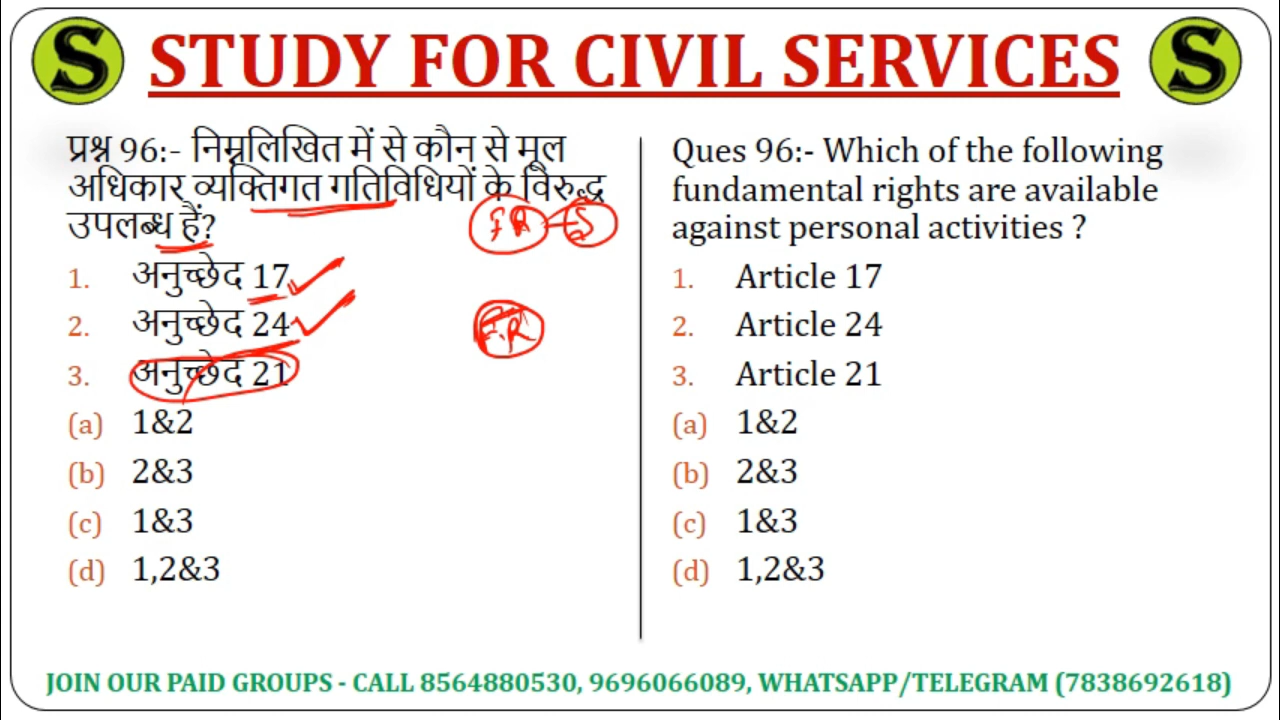 S STUDY FOR CIVIL SERVICES S
प्रश्न 96:- निम्नलिखित में से कौन से मूल
अधिकार व्यक्तिगत गतिविधियों के विरुद्ध
उपलब्ध हैं?
1. अनुच्छेद 17
2. अनुच्छेद 24
3. अनुच्छेद 21
(a) 1&2
(b) 2&3
(c) 1&3
(d) 1,2&3
FR S
F.R
Ques 96:- Which of the following
fundamental rights are available
against personal activities ?
1. Article 17
2. Article 24
3. Article 21
(a) 1&2
(b) 2&3
(c) 1&3
(d) 1,2&3
JOIN OUR PAID GROUPS - CALL 8564880530, 9696066089, WHATSAPP/TELEGRAM (7838692618)